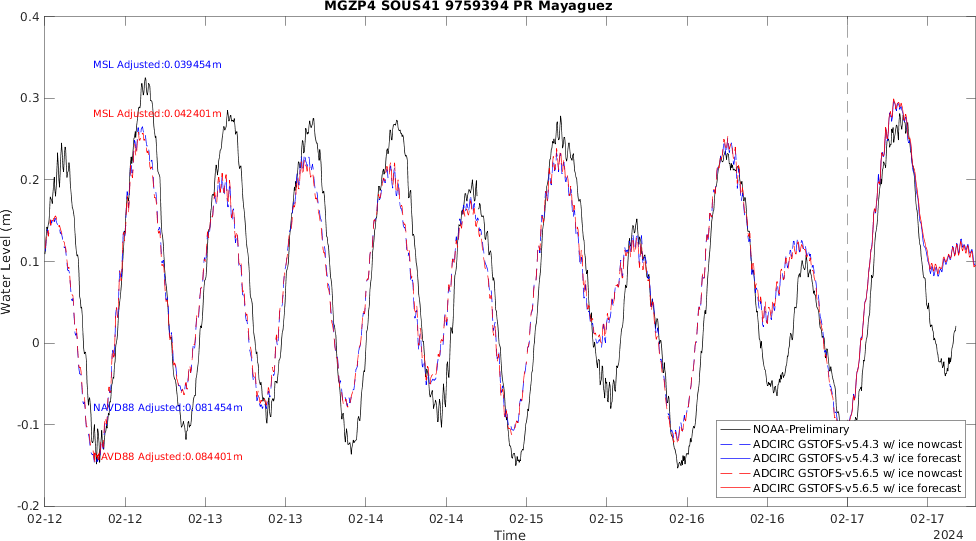 MGZP4 SOUS41 9759394 PR Mayaguez
0.4
MSL Adjusted:0.039454m
0.3
MSL Adjusted:0.042401m
0.2
Water Level (m)
0.1
0
NAVD88 Adjusted:0.081454m
-0.1
NAVD88 Adjusted:0.084401m
-0.2
NOAA-Preliminary
ADCIRC GSTOFS-v5.4.3 w/ ice nowcast
ADCIRC GSTOFS-v5.4.3 w/ ice forecast
ADCIRC GSTOFS-v5.6.5 w/ ice nowcast
ADCIRC GSTOFS-v5.6.5 w/ ice forecast
02-12 02-12 02-13 02-13 02-14 02-14 02-15 02-15 02-16 02-16 02-17 02-17
Time
2024